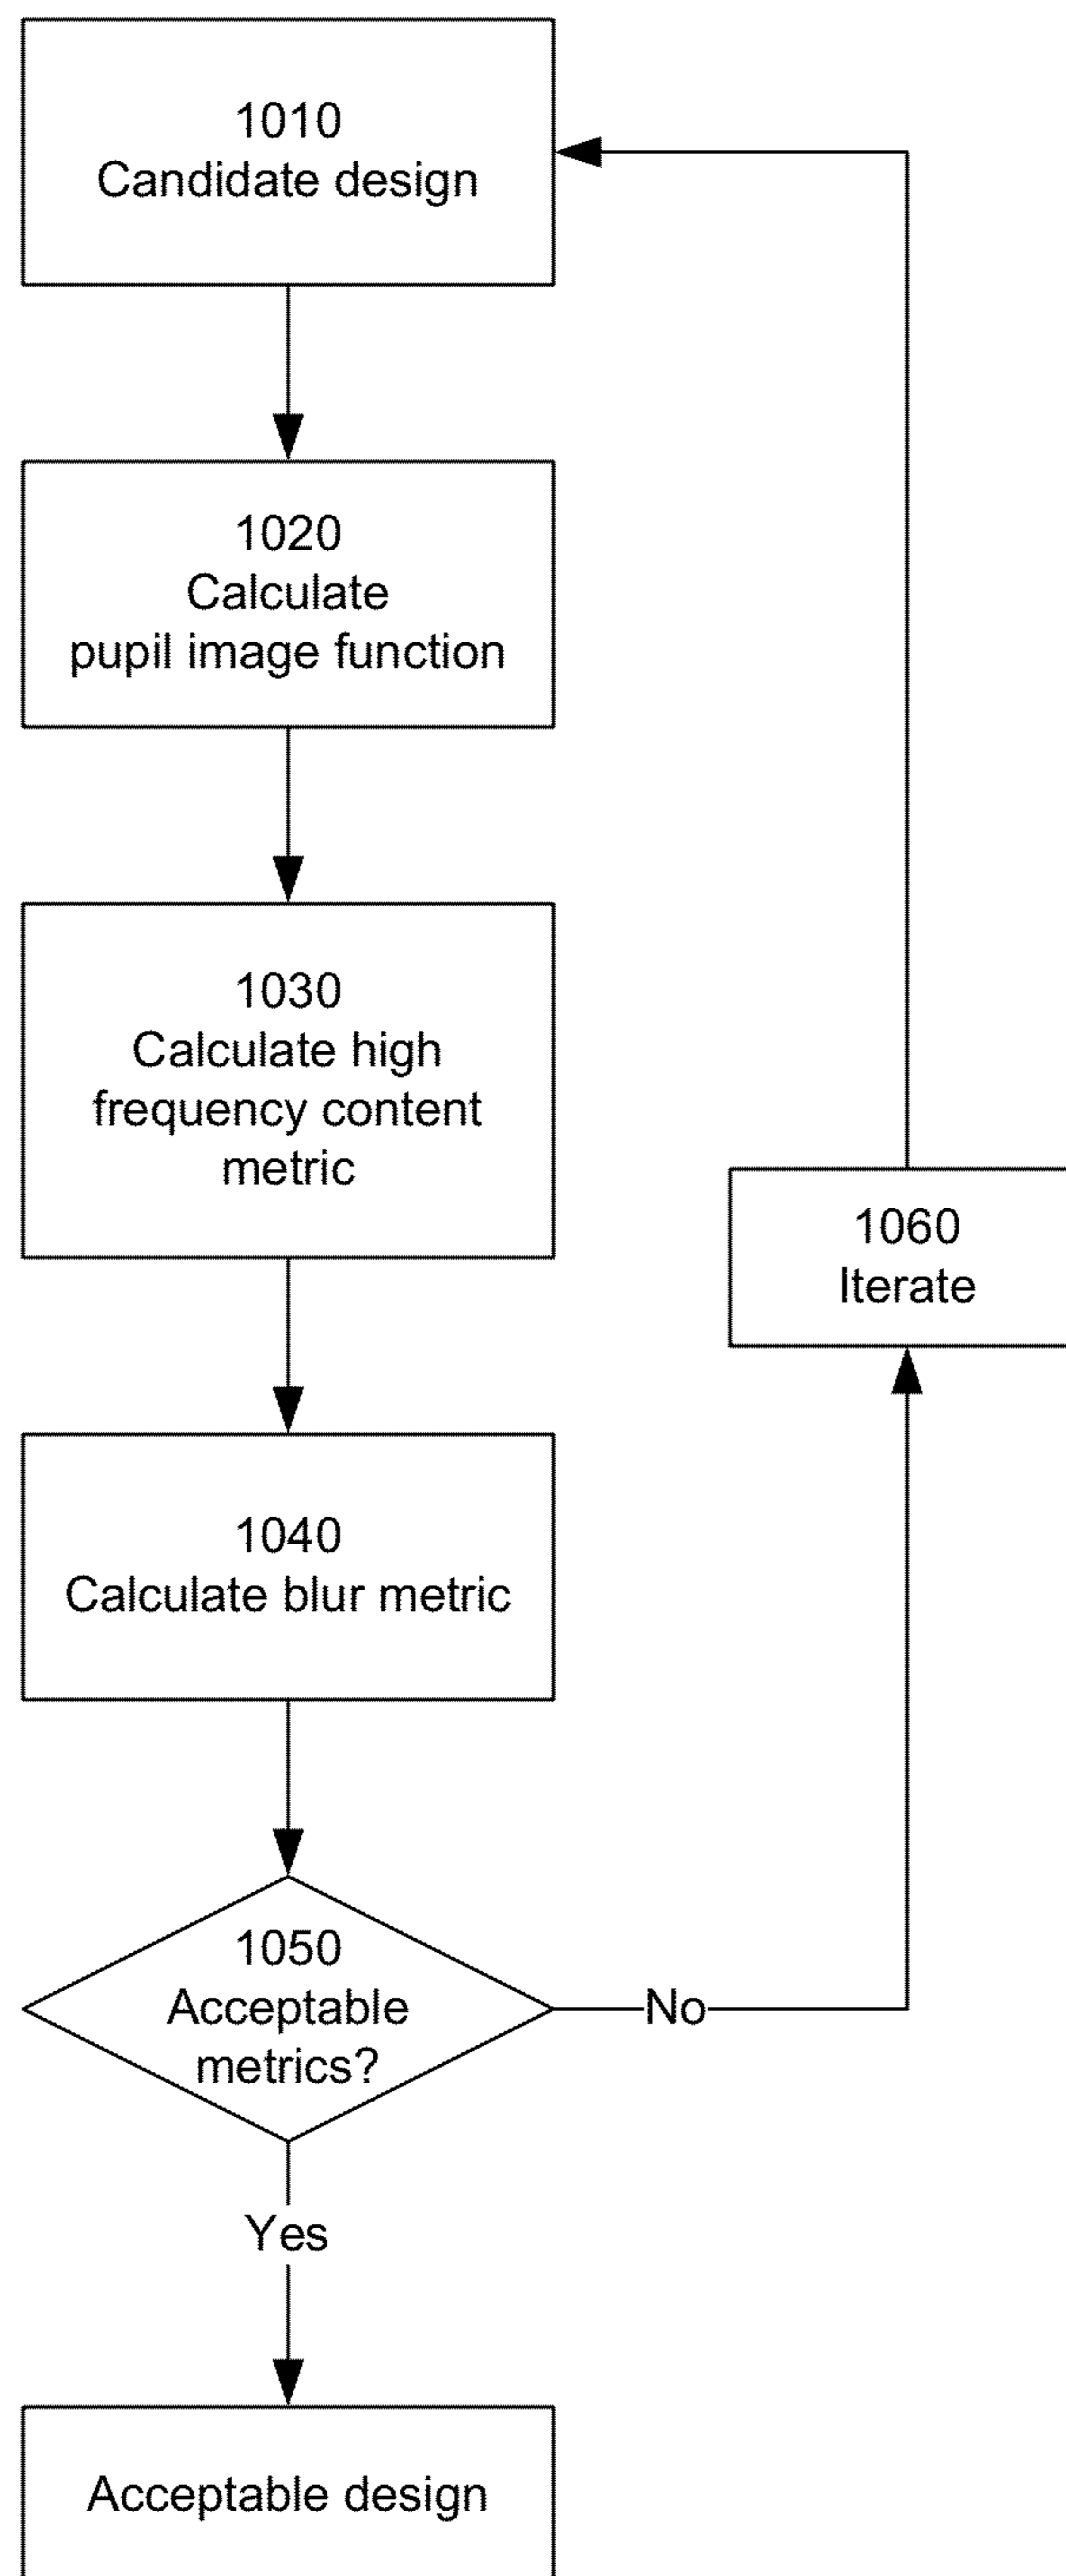 1010
Candidate design
1020
Calculate
pupil image function
1030
Calculate high
frequency content
metric
1060
Iterate
1040
Calculate blur metric
1050
Acceptable
metrics?
No
Yes
Acceptable design